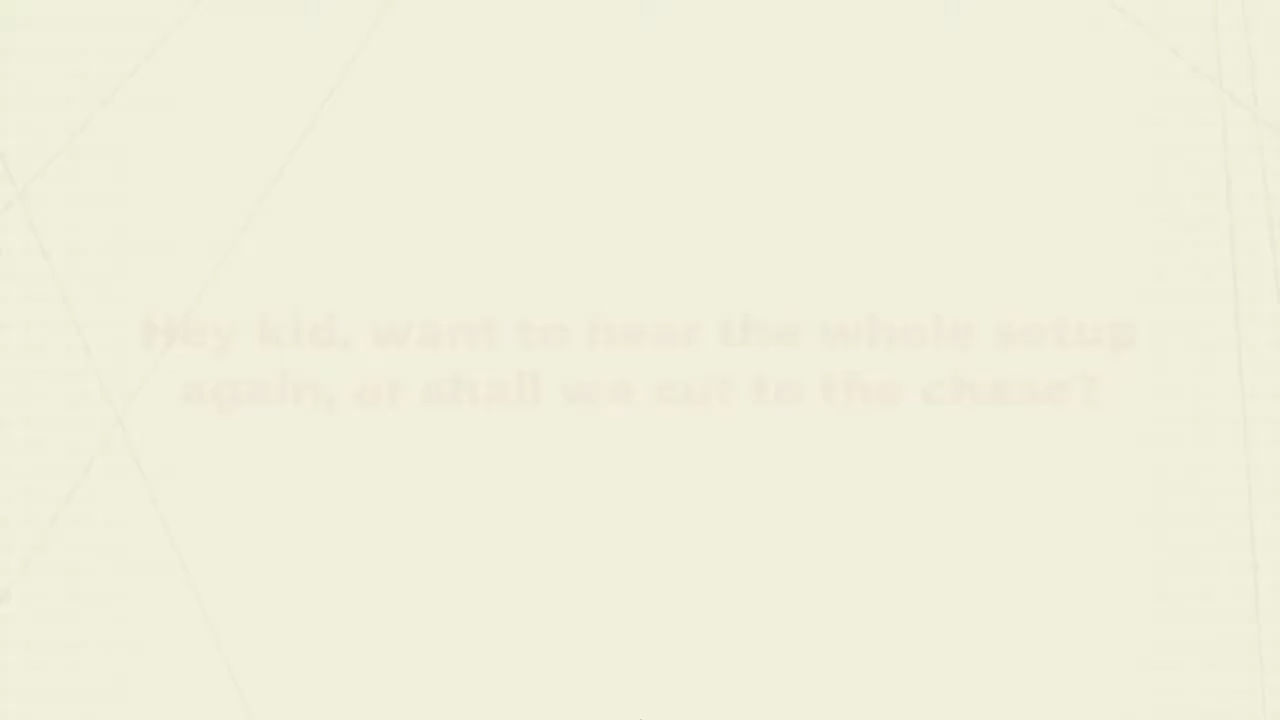 Hey kid, want to hear the whole setup
again, or shall we cut to the chase?